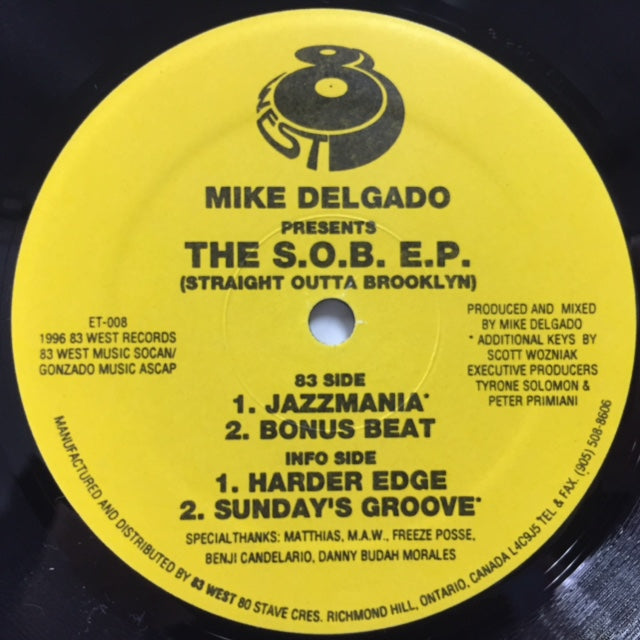 83
WEST
MIKE DELGADO
PRESENTS
THE S.O.B. E.P.
(STRAIGHT OUTTA BROOKLYN)
ET-008
1996 83 WEST RECORDS
83 WEST MUSIC SOCAN/
GONZADO MUSIC ASCAP
PRODUCED AND MIXED
BY MIKE DELGADO
* ADDITIONAL KEYS BY
SCOTT WOZNIAK
EXECUTIVE PRODUCERS
TYRONE SOLOMON &
PETER PRIMIANI
83 SIDE
1. JAZZMANIA*
2. BONUS BEAT
INFO SIDE
1. HARDER EDGE
2. SUNDAY'S GROOVE*
SPECIAL THANKS: MATTHIAS, M.A.W., FREEZE POSSE,
BENJI CANDELARIO, DANNY BUDAH MORALES
MANUFACTURED AND DISTRIBUTED BY 83 WEST 80 STAVE CRES. RICHMOND HILL, ONTARIO, CANADA L4C9J5 TEL & FAX. (905) 508-8606